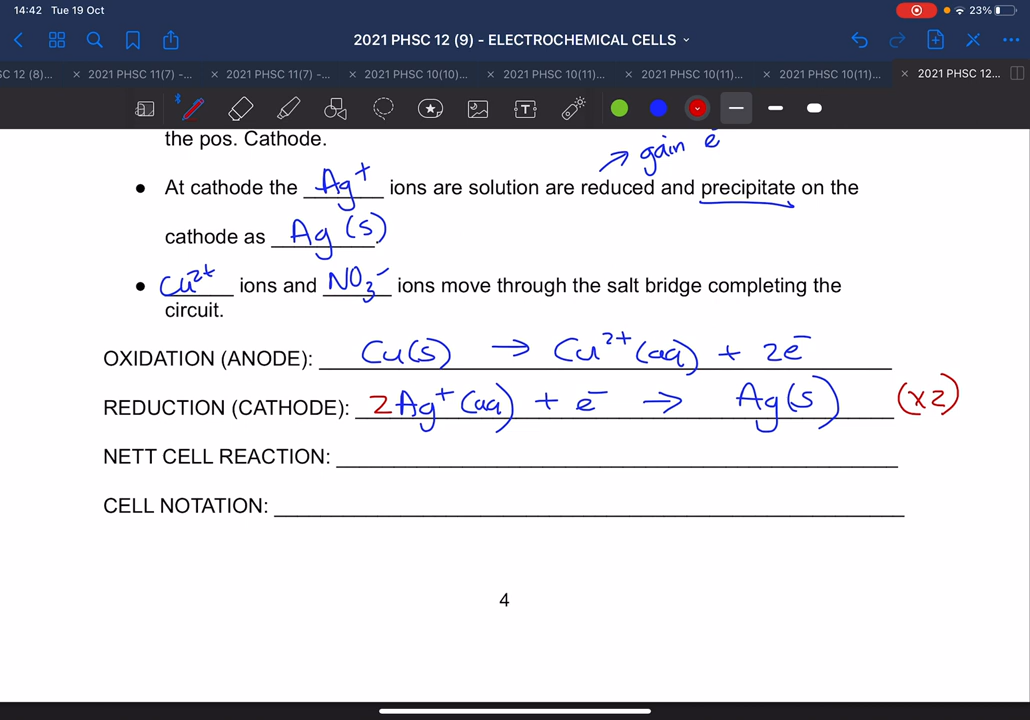 14:42 Tue 19 Oct 23%
2021 PHSC 12 (9) - ELECTROCHEMICAL CELLS
SC 12 (8)... 2021 PHSC 11(7) -... 2021 PHSC 11(7) -... 2021 PHSC 10(10)... 2021 PHSC 10(11)... 2021 PHSC 10(11)... 2021 PHSC 10(11)... 2021 PHSC 12...
the pos. Cathode.
→ gain e⁻
• At cathode the Ag⁺ ions are solution are reduced and precipitate on the
cathode as Ag (s).
• Cu²⁺ ions and NO₃⁻ ions move through the salt bridge completing the
circuit.
OXIDATION (ANODE): Cu(s) → Cu²⁺(aq) + 2e⁻
REDUCTION (CATHODE): 2Ag⁺(aq) + e⁻ → Ag(s) (x2)
NETT CELL REACTION:
CELL NOTATION:
4